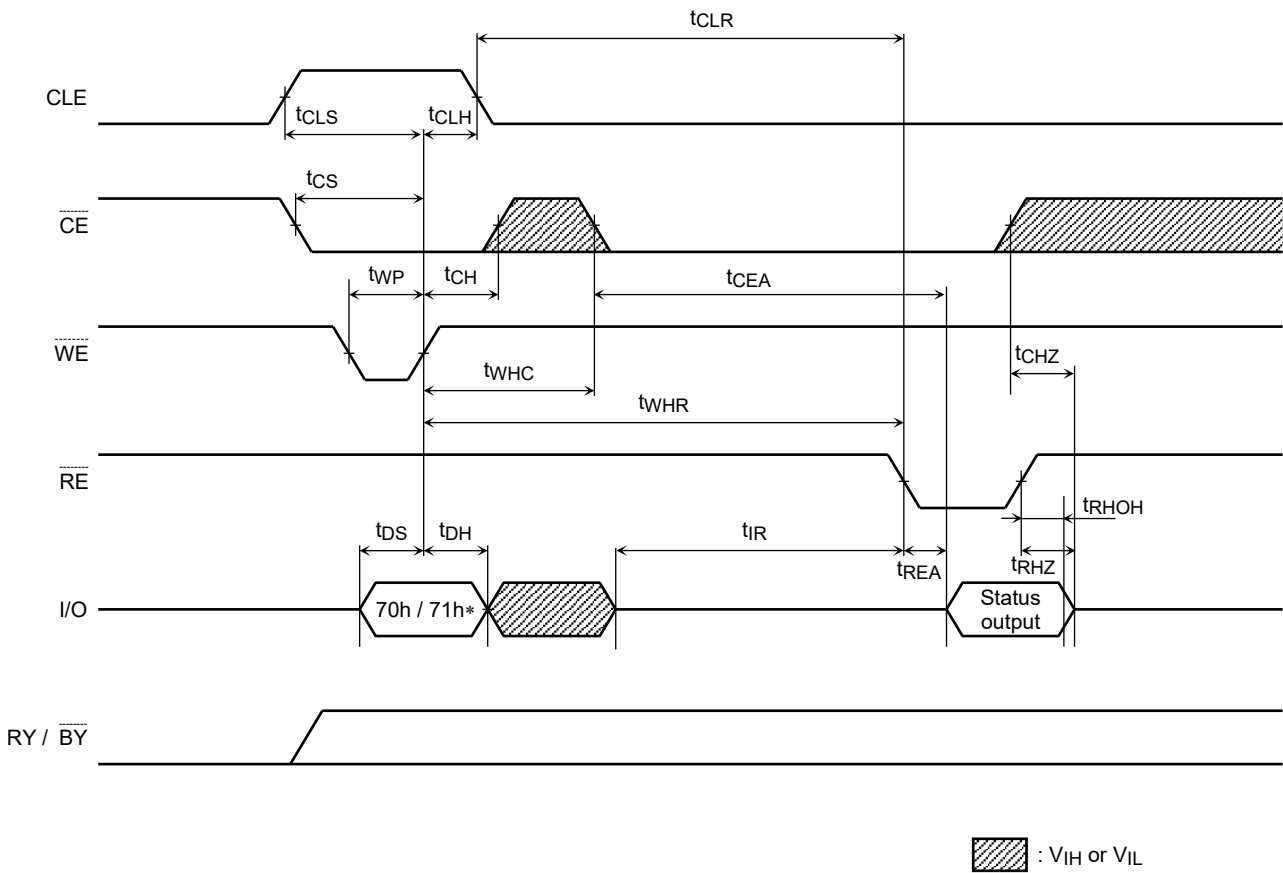 tCLR
CLE
tCLS
tCLH
tCS
CE
tWP
tCH
tCEA
WE
tCHZ
tWHC
tWHR
RE
tRHOH
tDS
tDH
tIR
tREA
tRHZ
I/O
70h / 71h*
Status
output
RY / BY
: VIH or VIL